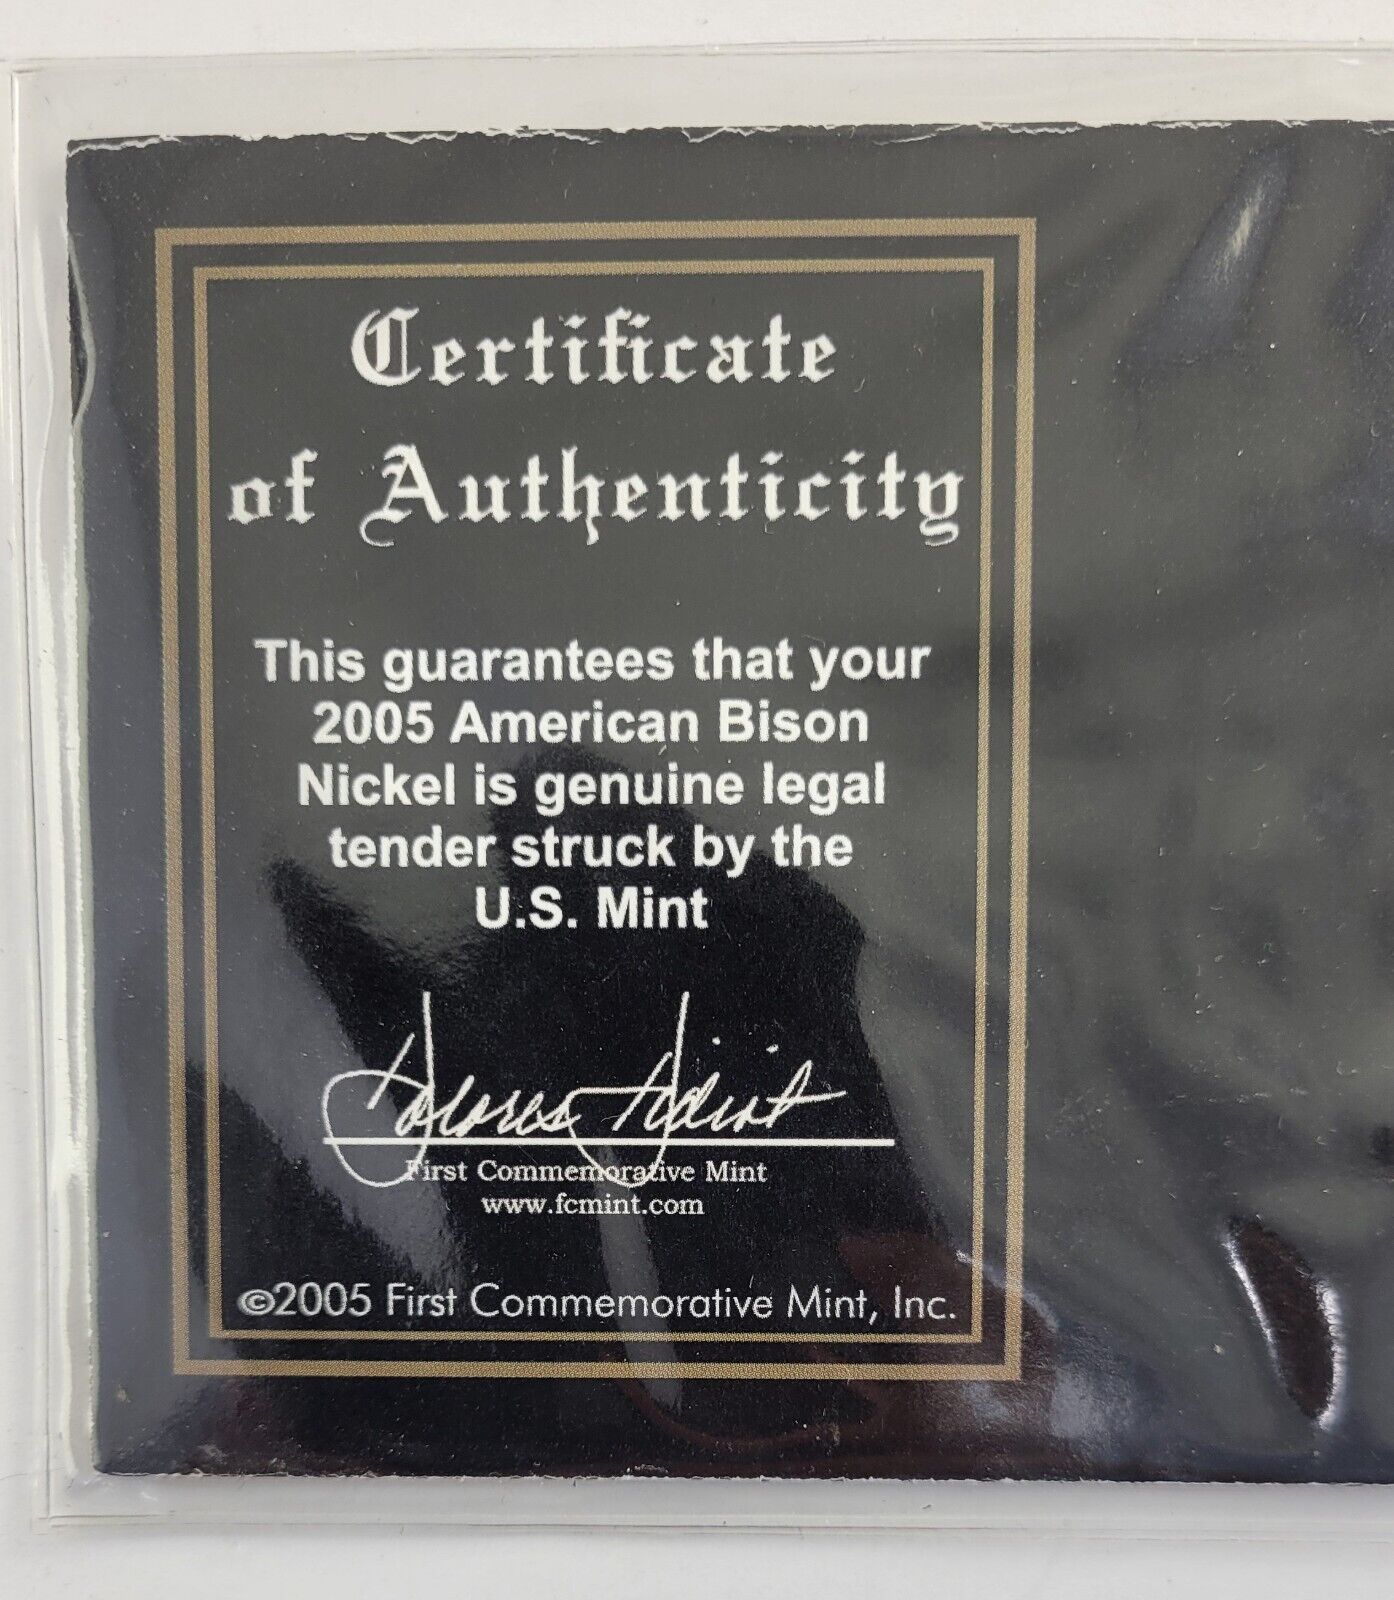 Certificate
of Authenticity
This guarantees that your
2005 American Bison
Nickel is genuine legal
tender struck by the
U.S. Mint
First Commemorative Mint
www.fcmint.com
©2005 First Commemorative Mint, Inc.